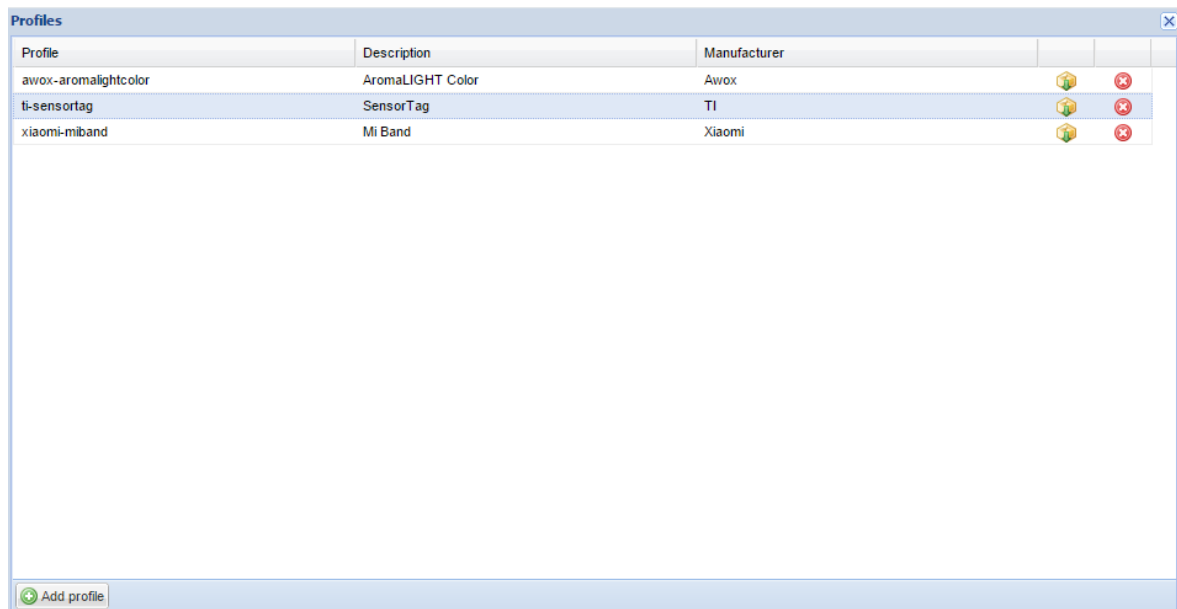 Profiles
Profile Description Manufacturer
awox-aromalightcolor AromaLIGHT Color Awox
ti-sensortag SensorTag TI
xiaomi-miband Mi Band Xiaomi
Add profile